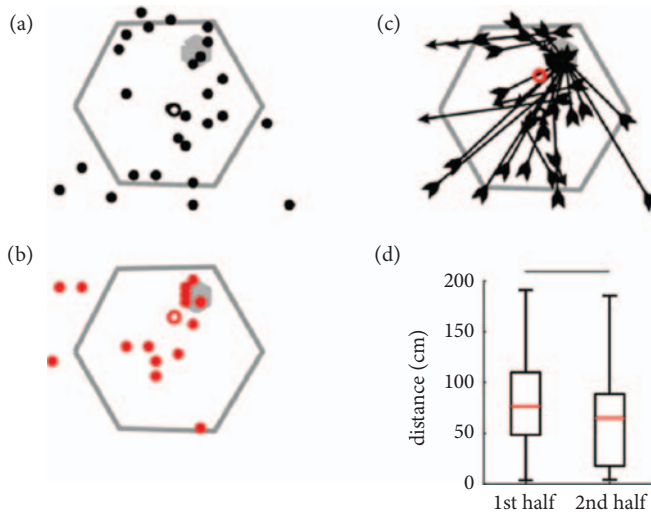 (a)
(b)
(c)
(d)
distance (cm)
200
150
100
50
0
1st half
2nd half